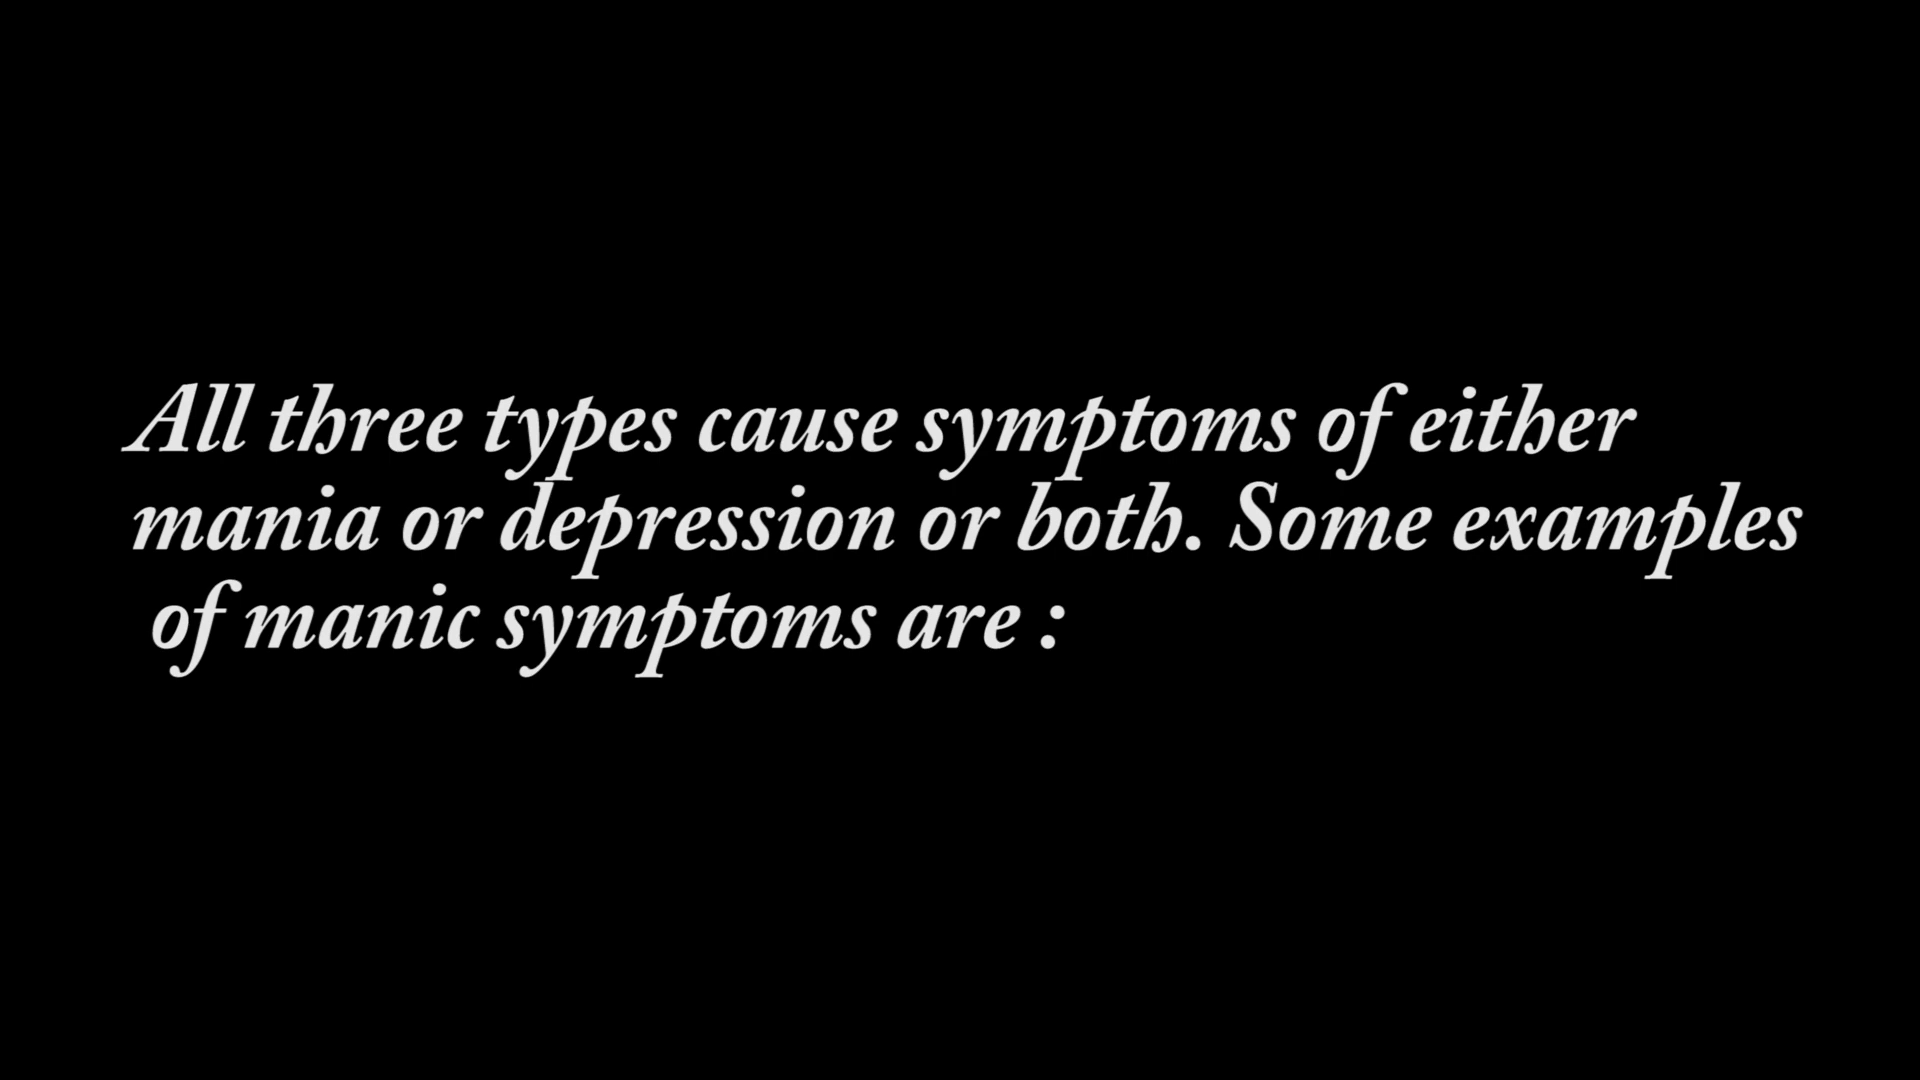 All three types cause symptoms of either
mania or depression or both. Some examples
of manic symptoms are :